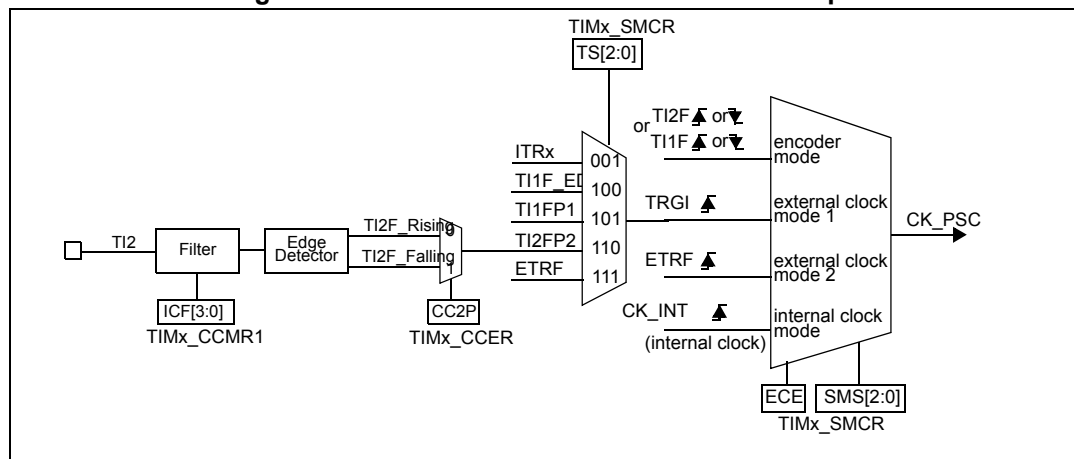 TIMx_SMCR
TS[2:0]
or TI2F or
TI1F or
encoder
mode
ITRx
001
TI1F_ED
100
TI1FP1
101
TRGI
external clock
mode 1
CK_PSC
TI2
Filter
Edge
Detector
TI2F_Rising
0
TI2F_Falling
1
TI2FP2
110
ETRF
111
ETRF
external clock
mode 2
CK_INT
(internal clock)
internal clock
mode
ICF[3:0]
TIMx_CCMR1
CC2P
TIMx_CCER
ECE
SMS[2:0]
TIMx_SMCR